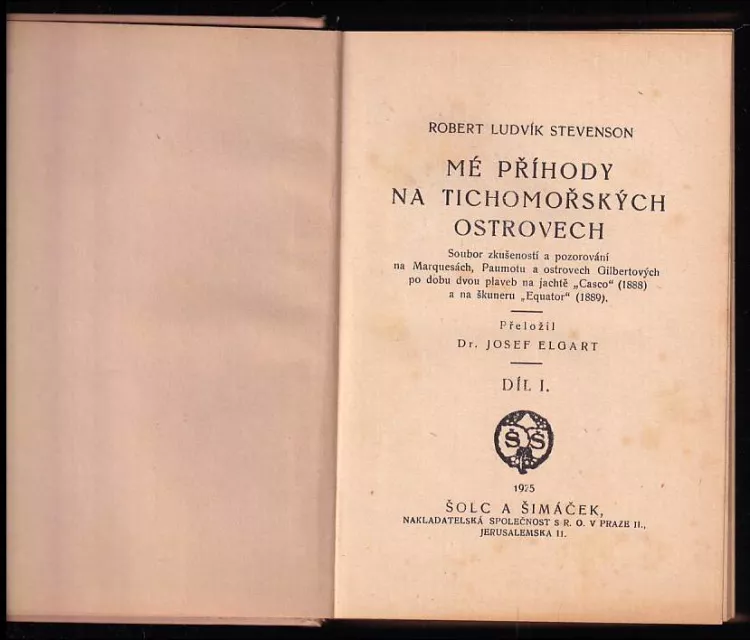 ROBERT LUDVÍK STEVENSON
MÉ PŘÍHODY
NA TICHOMOŘSKÝCH
OSTROVECH
Soubor zkušeností a pozorování
na Marquesách, Paumotu a ostrovech Gilbertových
po dobu dvou plaveb na jachtě „Casco“ (1888)
a na škuneru „Equator“ (1889).
Přeložil
Dr. JOSEF ELGART
DÍL I.
Š Š
1925
ŠOLC A ŠIMÁČEK,
NAKLADATELSKÁ SPOLEČNOST S R. O. V PRAZE II.,
JERUSALEMSKA 11.